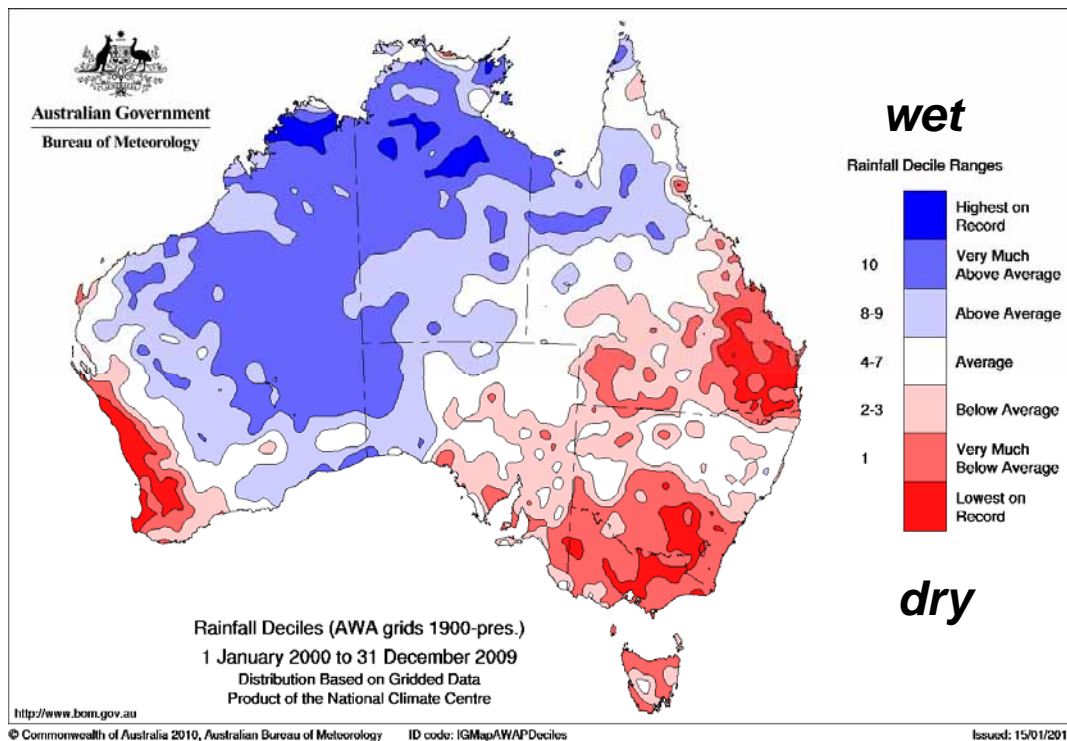 Australian Government
Bureau of Meteorology
wet
Rainfall Decile Ranges
Highest on
Record
10
Very Much
Above Average
8-9
Above Average
4-7
Average
2-3
Below Average
1
Very Much
Below Average
Lowest on
Record
dry
Rainfall Deciles (AWA grids 1900-pres.)
1 January 2000 to 31 December 2009
Distribution Based on Gridded Data
Product of the National Climate Centre
http://www.bom.gov.au
© Commonwealth of Australia 2010, Australian Bureau of Meteorology ID code: IGMapAWAPDeciles Issued: 15/01/201